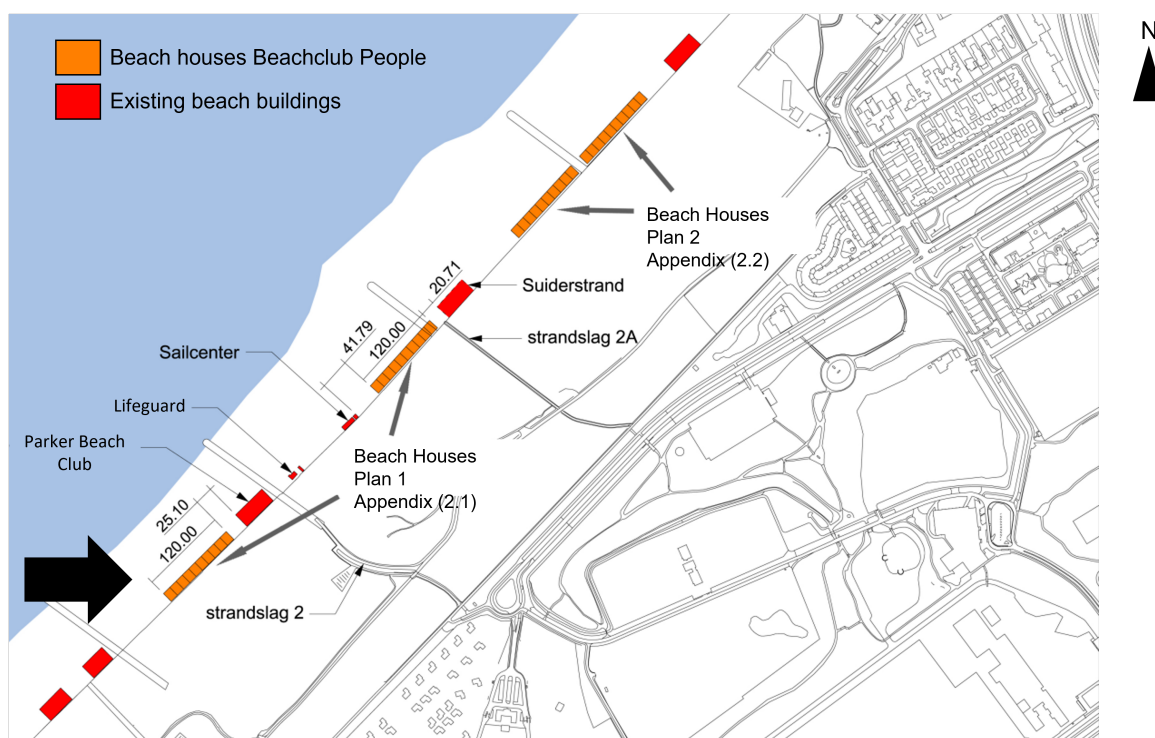 N
Beach houses Beachclub People
Existing beach buildings
Beach Houses
Plan 2
Appendix (2.2)
20.71
Suiderstrand
41.79
120.00
strandslag 2A
Sailcenter
Lifeguard
Parker Beach
Club
Beach Houses
Plan 1
Appendix (2.1)
25.10
120.00
strandslag 2